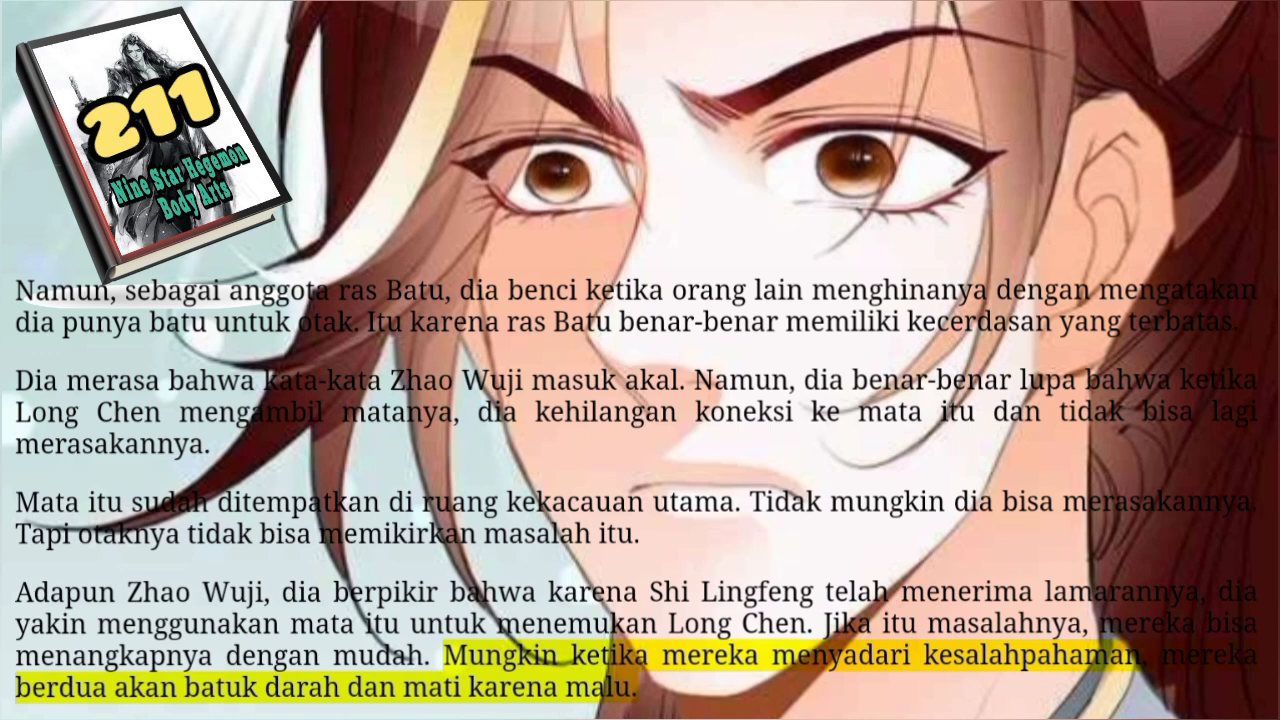 211
Nine Star Hegemon
Body Arts
Namun, sebagai anggota ras Batu, dia benci ketika orang lain menghinanya dengan mengatakan
dia punya batu untuk otak. Itu karena ras Batu benar-benar memiliki kecerdasan yang terbatas.
Dia merasa bahwa kata-kata Zhao Wuji masuk akal. Namun, dia benar-benar lupa bahwa ketika
Long Chen mengambil matanya, dia kehilangan koneksi ke mata itu dan tidak bisa lagi
merasakannya.
Mata itu sudah ditempatkan di ruang kekacauan utama. Tidak mungkin dia bisa merasakannya.
Tapi otaknya tidak bisa memikirkan masalah itu.
Adapun Zhao Wuji, dia berpikir bahwa karena Shi Lingfeng telah menerima lamarannya, dia
yakin menggunakan mata itu untuk menemukan Long Chen. Jika itu masalahnya, mereka bisa
menangkapnya dengan mudah. Mungkin ketika mereka menyadari kesalahpahaman, mereka
berdua akan batuk darah dan mati karena malu.